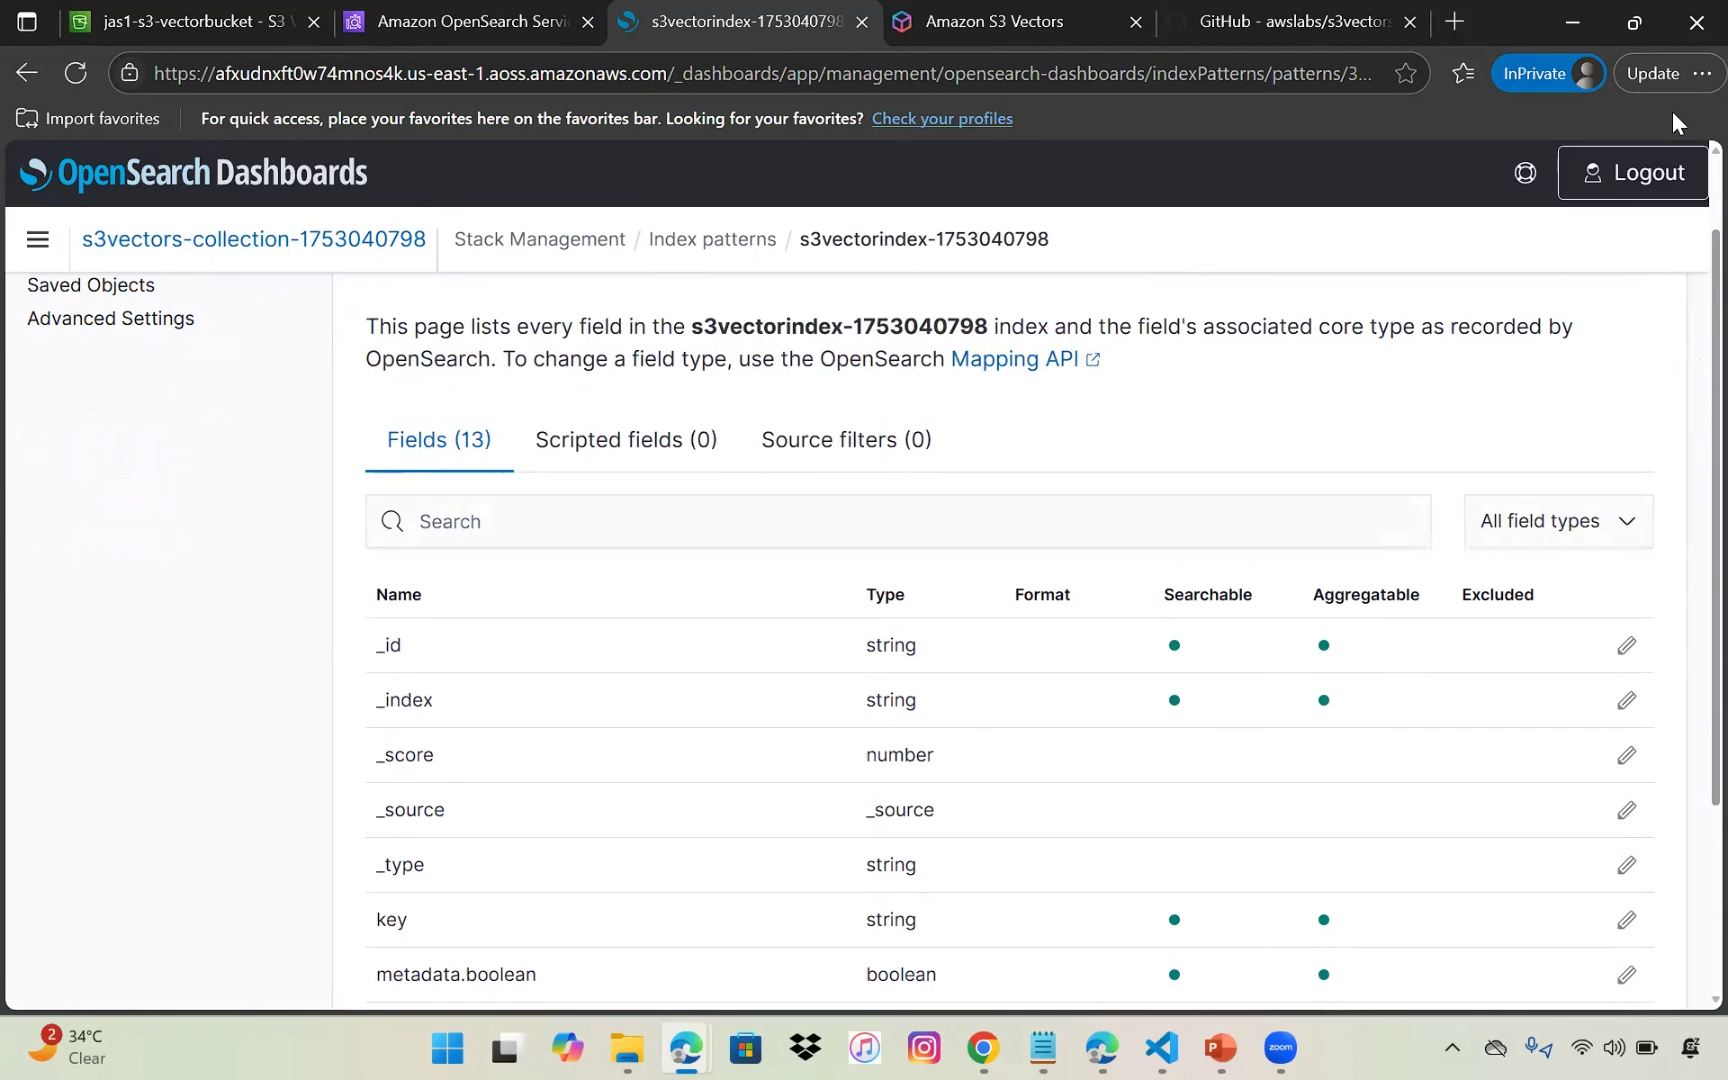 jas1-s3-vectorbucket - S3 V
Amazon OpenSearch Servi
s3vectorindex-1753040798
Amazon S3 Vectors
GitHub - awslabs/s3vectors
https://afxudnxft0w74mnos4k.us-east-1.aoss.amazonaws.com/_dashboards/app/management/opensearch-dashboards/indexPatterns/patterns/3...
InPrivate
Update
Import favorites
For quick access, place your favorites here on the favorites bar. Looking for your favorites? Check your profiles
OpenSearch Dashboards
Logout
s3vectors-collection-1753040798
Stack Management / Index patterns / s3vectorindex-1753040798
Saved Objects
Advanced Settings
This page lists every field in the s3vectorindex-1753040798 index and the field's associated core type as recorded by
OpenSearch. To change a field type, use the OpenSearch Mapping API
Fields (13) Scripted fields (0) Source filters (0)
Search
All field types
Name Type Format Searchable Aggregatable Excluded
_id string
_index string
_score number
_source _source
_type string
key string
metadata.boolean boolean
2
34°C
Clear
zoom